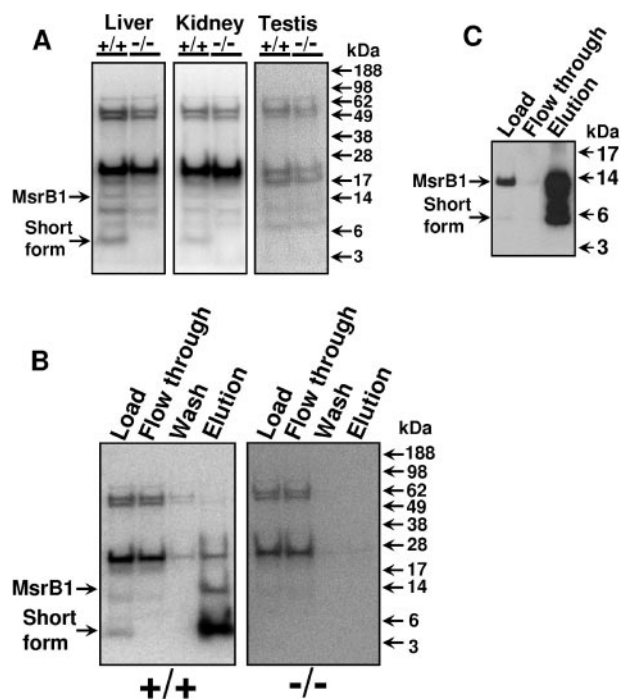 A
Liver Kidney Testis
+/+ -/- +/+ -/- +/+ -/-
kDa
188
98
62
49
38
28
17
14
6
3
MsrB1
Short
form
C
Load
Flow through
Elution
kDa
17
14
6
3
MsrB1
Short
form
B
Load
Flow through
Wash
Elution
Load
Flow through
Wash
Elution
kDa
188
98
62
49
38
28
17
14
6
3
MsrB1
Short
form
+/+ -/-